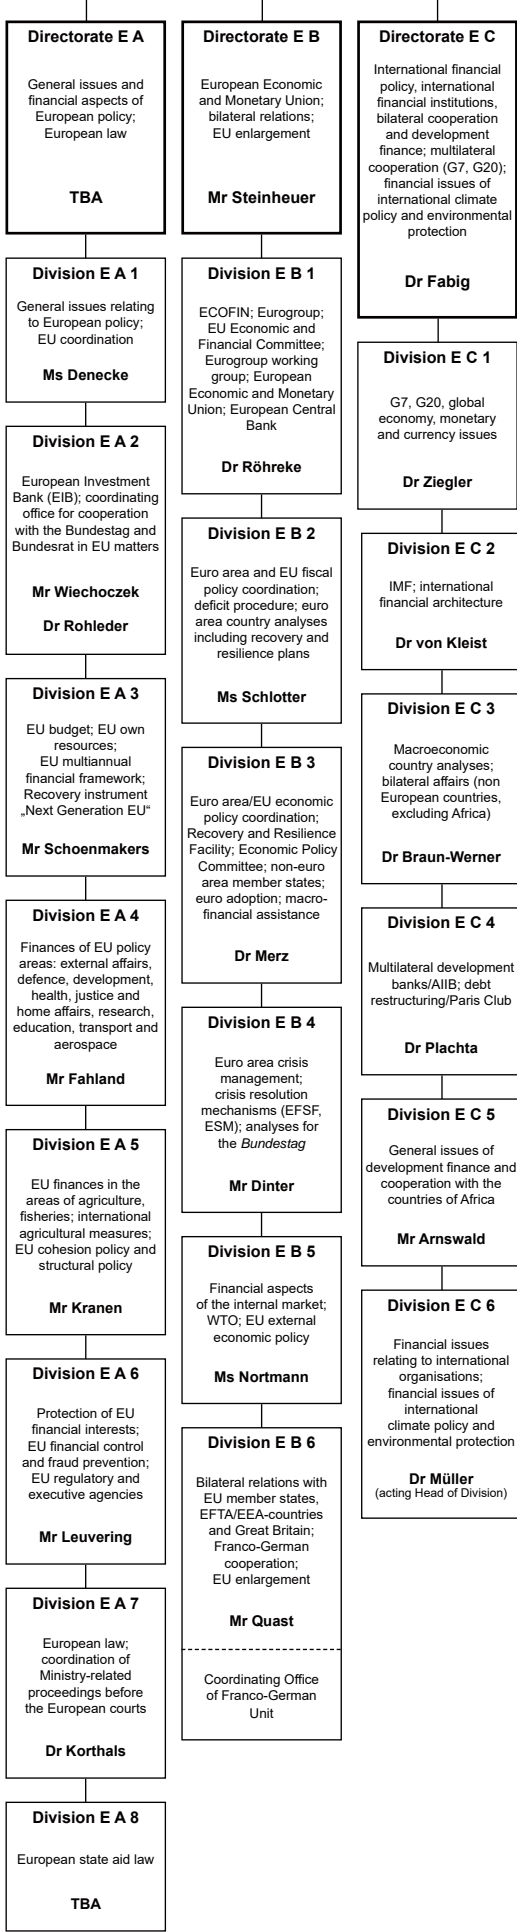 Directorate E A
General issues and
financial aspects of
European policy;
European law
TBA
Division E A 1
General issues relating
to European policy;
EU coordination
Ms Denecke
Division E A 2
European Investment
Bank (EIB); coordinating
office for cooperation
with the Bundestag and
Bundesrat in EU matters
Mr Wiechoczek
Dr Rohleder
Division E A 3
EU budget; EU own
resources;
EU multiannual
financial framework;
Recovery instrument
„Next Generation EU“
Mr Schoenmakers
Division E A 4
Finances of EU policy
areas: external affairs,
defence, development,
health, justice and
home affairs, research,
education, transport and
aerospace
Mr Fahland
Division E A 5
EU finances in the
areas of agriculture,
fisheries; international
agricultural measures;
EU cohesion policy and
structural policy
Mr Kranen
Division E A 6
Protection of EU
financial interests;
EU financial control
and fraud prevention;
EU regulatory and
executive agencies
Mr Leuvering
Division E A 7
European law;
coordination of
Ministry-related
proceedings before
the European courts
Dr Korthals
Division E A 8
European state aid law
TBA
Directorate E B
European Economic
and Monetary Union;
bilateral relations;
EU enlargement
Mr Steinheuer
Division E B 1
ECOFIN; Eurogroup;
EU Economic and
Financial Committee;
Eurogroup working
group; European
Economic and Monetary
Union; European Central
Bank
Dr Röhreke
Division E B 2
Euro area and EU fiscal
policy coordination;
deficit procedure; euro
area country analyses
including recovery and
resilience plans
Ms Schlotter
Division E B 3
Euro area/EU economic
policy coordination;
Recovery and Resilience
Facility; Economic Policy
Committee; non-euro
area member states;
euro adoption; macro-
financial assistance
Dr Merz
Division E B 4
Euro area crisis
management;
crisis resolution
mechanisms (EFSF,
ESM); analyses for
the Bundestag
Mr Dinter
Division E B 5
Financial aspects
of the internal market;
WTO; EU external
economic policy
Ms Nortmann
Division E B 6
Bilateral relations with
EU member states,
EFTA/EEA-countries
and Great Britain;
Franco-German
cooperation;
EU enlargement
Mr Quast
Coordinating Office
of Franco-German
Unit
Directorate E C
International financial
policy, international
financial institutions,
bilateral cooperation
and development
finance; multilateral
cooperation (G7, G20);
financial issues of
international climate
policy and environmental
protection
Dr Fabig
Division E C 1
G7, G20, global
economy, monetary
and currency issues
Dr Ziegler
Division E C 2
IMF; international
financial architecture
Dr von Kleist
Division E C 3
Macroeconomic
country analyses;
bilateral affairs (non
European countries,
excluding Africa)
Dr Braun-Werner
Division E C 4
Multilateral development
banks/AIIB; debt
restructuring/Paris Club
Dr Plachta
Division E C 5
General issues of
development finance and
cooperation with the
countries of Africa
Mr Arnswald
Division E C 6
Financial issues
relating to international
organisations;
financial issues of
international
climate policy and
environmental protection
Dr Müller
(acting Head of Division)